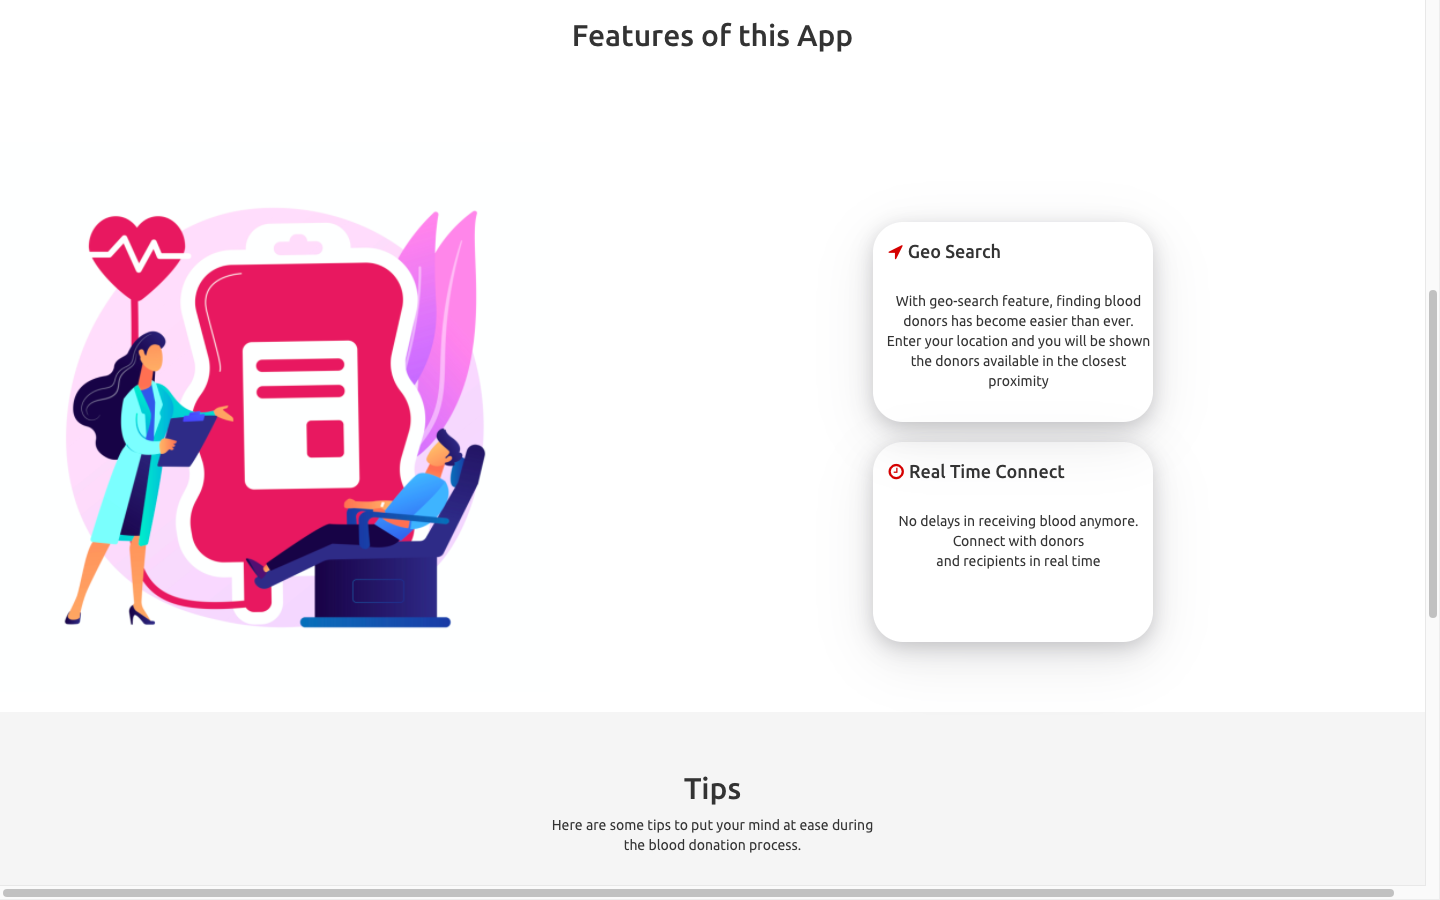 Features of this App
Geo Search
With geo-search feature, finding blood
donors has become easier than ever.
Enter your location and you will be shown
the donors available in the closest
proximity
Real Time Connect
No delays in receiving blood anymore.
Connect with donors
and recipients in real time
Tips
Here are some tips to put your mind at ease during
the blood donation process.